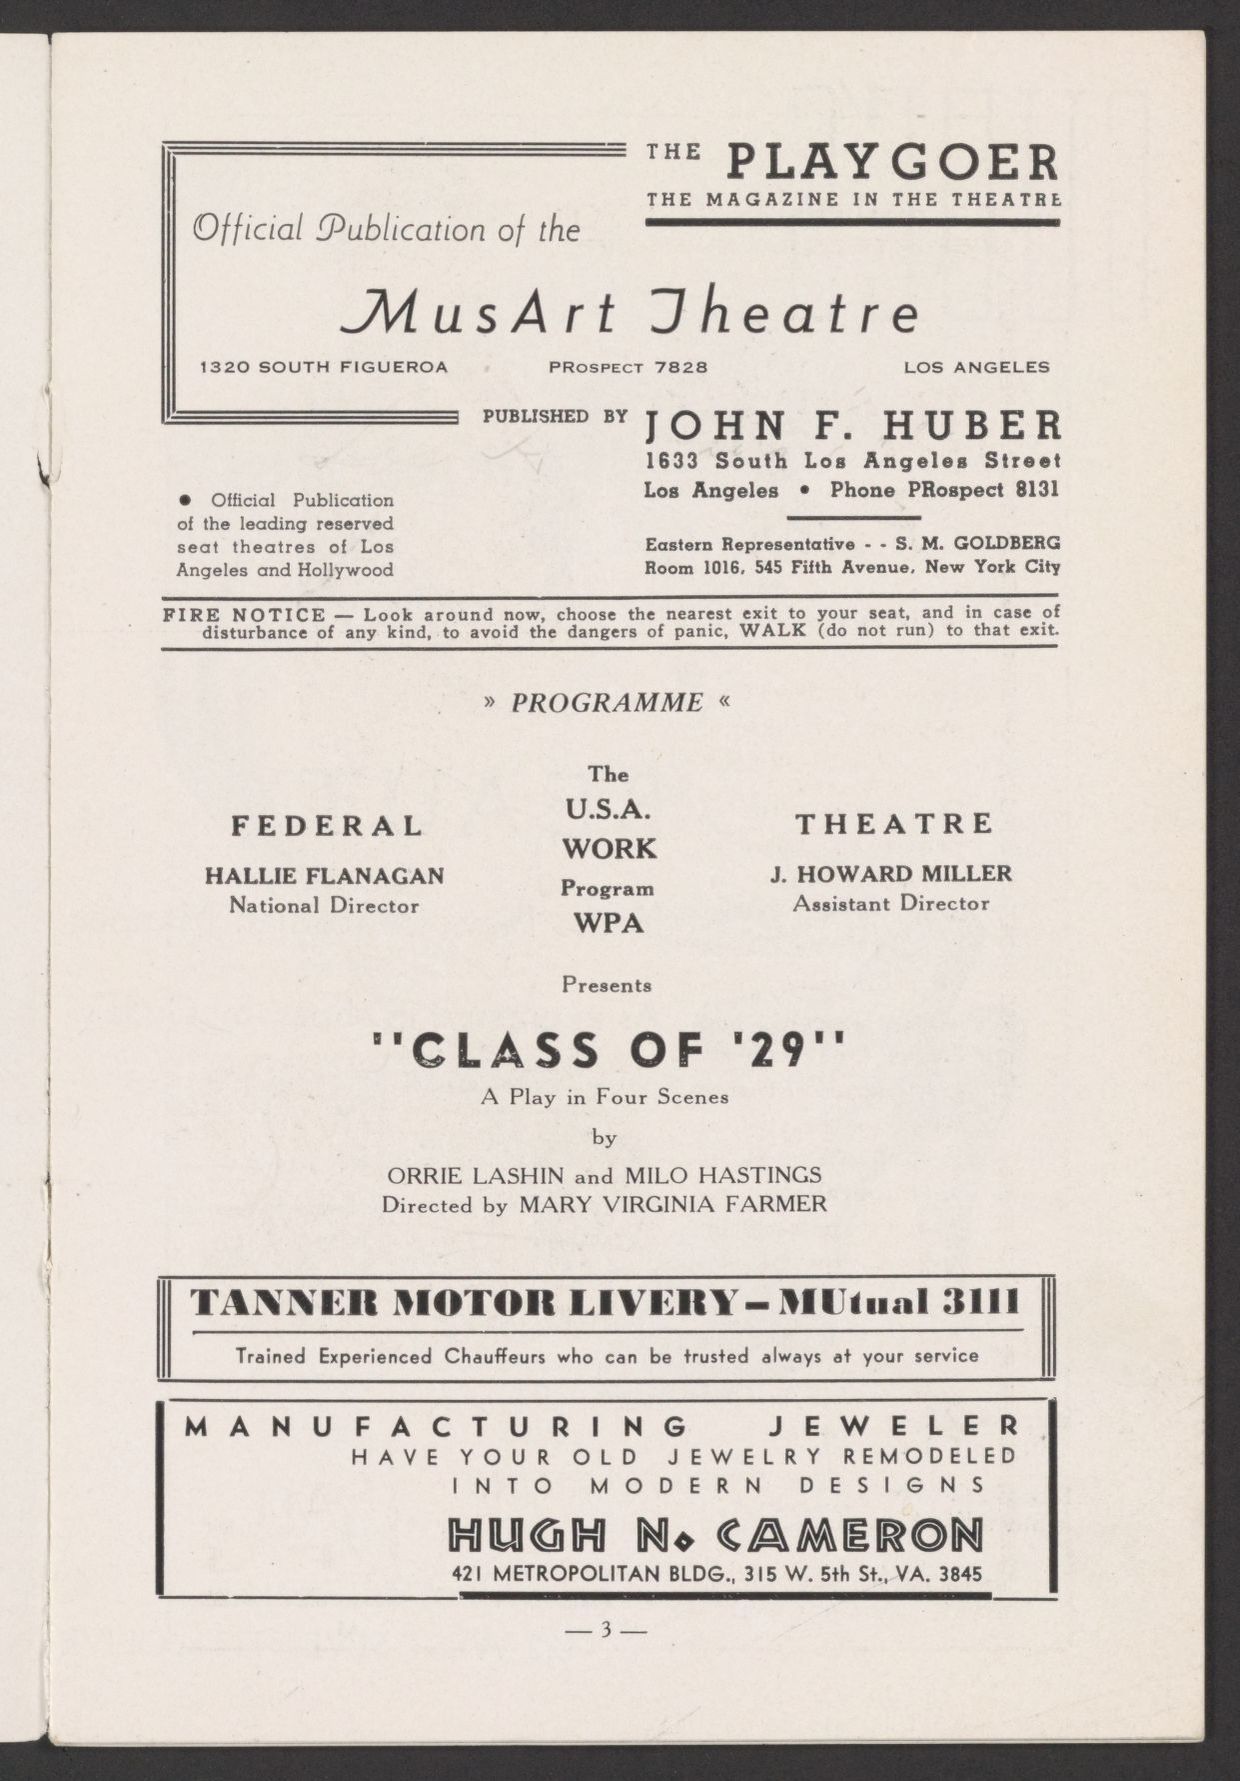 THE PLAYGOER
THE MAGAZINE IN THE THEATRE
Official Publication of the
MusArt Theatre
1320 SOUTH FIGUEROA PROSPECT 7828 LOS ANGELES
PUBLISHED BY JOHN F. HUBER
1633 South Los Angeles Street
Los Angeles • Phone PRospect 8131
Eastern Representative - - S. M. GOLDBERG
Room 1016, 545 Fifth Avenue, New York City
• Official Publication
of the leading reserved
seat theatres of Los
Angeles and Hollywood
FIRE NOTICE — Look around now, choose the nearest exit to your seat, and in case of
disturbance of any kind, to avoid the dangers of panic, WALK (do not run) to that exit.
» PROGRAMME «
FEDERAL
HALLIE FLANAGAN
National Director
The
U.S.A.
WORK
Program
WPA
THEATRE
J. HOWARD MILLER
Assistant Director
Presents
"CLASS OF '29"
A Play in Four Scenes
by
ORRIE LASHIN and MILO HASTINGS
Directed by MARY VIRGINIA FARMER
TANNER MOTOR LIVERY — MUtual 3111
Trained Experienced Chauffeurs who can be trusted always at your service
MANUFACTURING JEWELER
HAVE YOUR OLD JEWELRY REMODELED
INTO MODERN DESIGNS
HUGH N. CAMERON
421 METROPOLITAN BLDG., 315 W. 5th St., VA. 3845
— 3 —